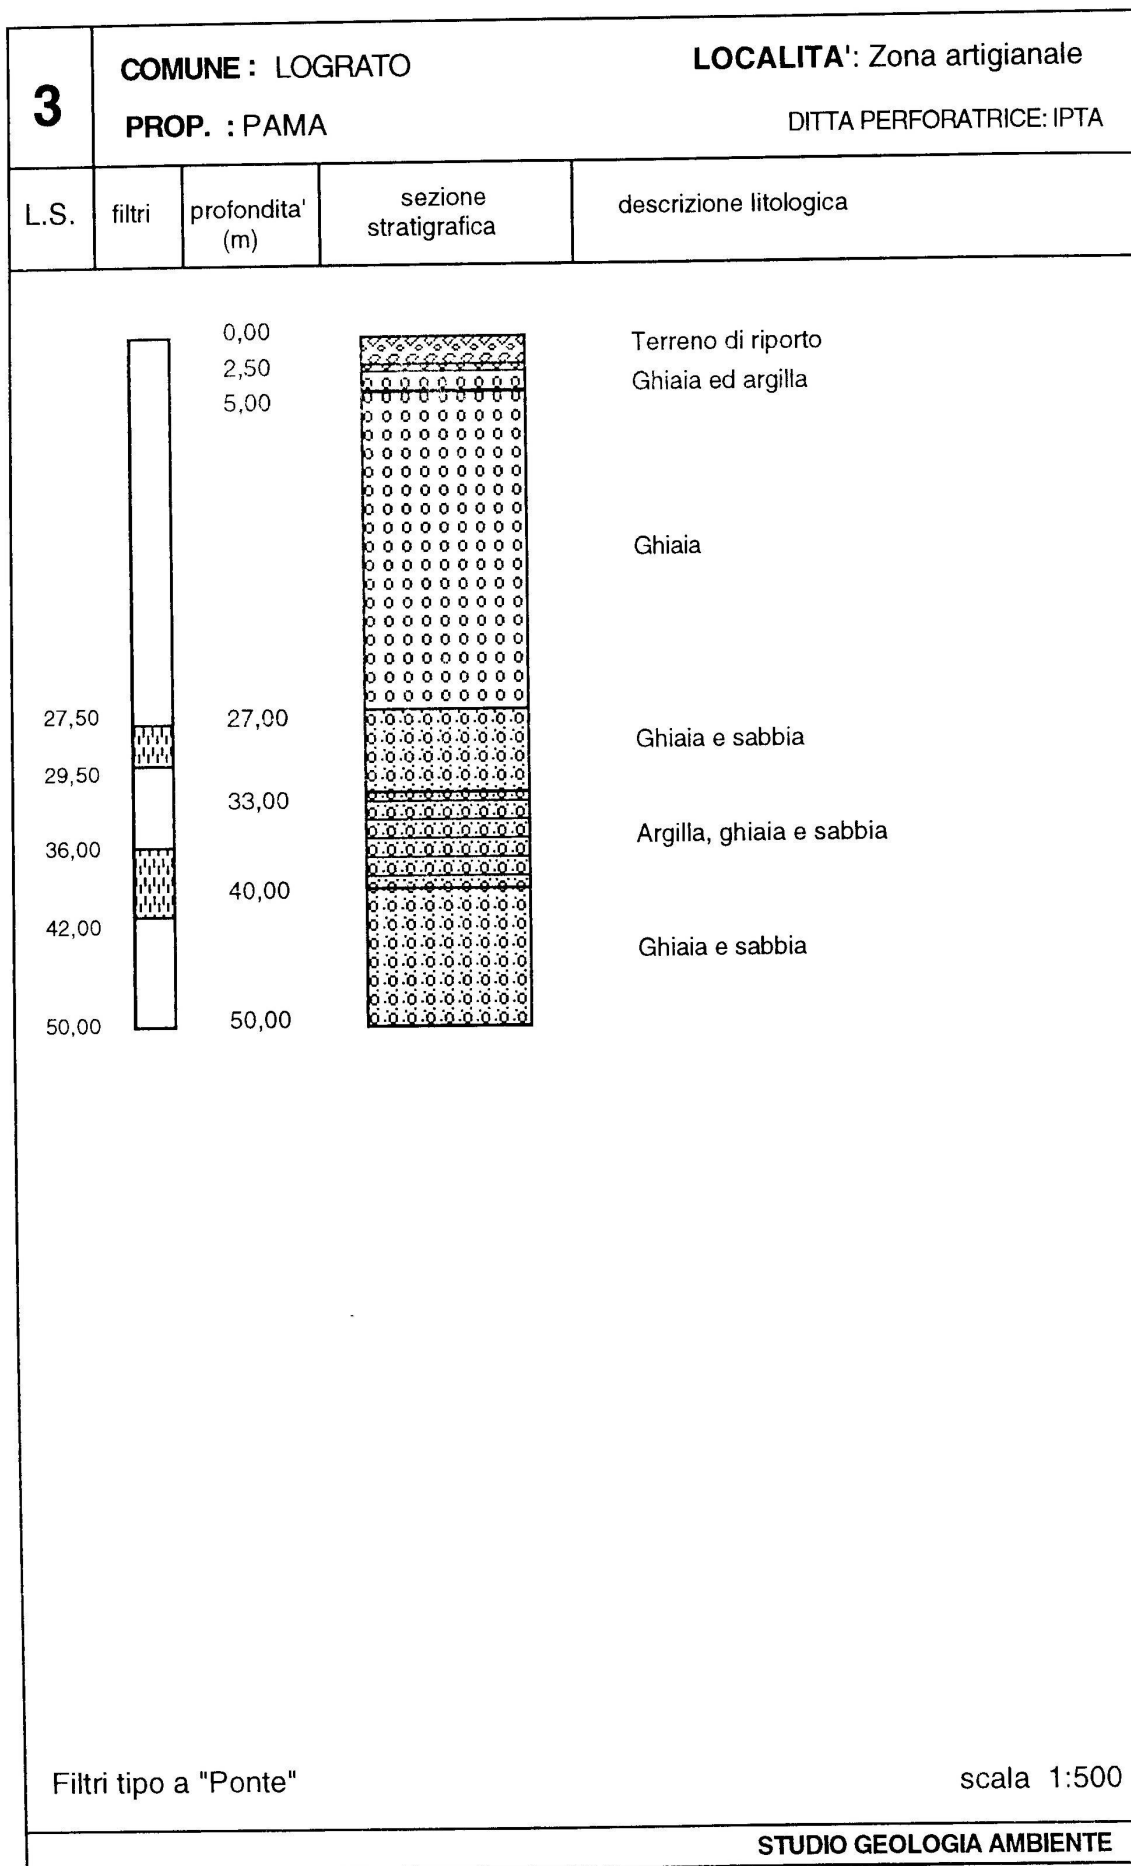 3
COMUNE : LOGRATO
LOCALITA': Zona artigianale
PROP. : PAMA
DITTA PERFORATRICE: IPTA
L.S.
filtri
profondita'
(m)
sezione
stratigrafica
descrizione litologica
0,00
Terreno di riporto
2,50
Ghiaia ed argilla
5,00
Ghiaia
27,50
27,00
Ghiaia e sabbia
29,50
33,00
Argilla, ghiaia e sabbia
36,00
40,00
42,00
Ghiaia e sabbia
50,00
50,00
Filtri tipo a "Ponte"
scala 1:500
STUDIO GEOLOGIA AMBIENTE